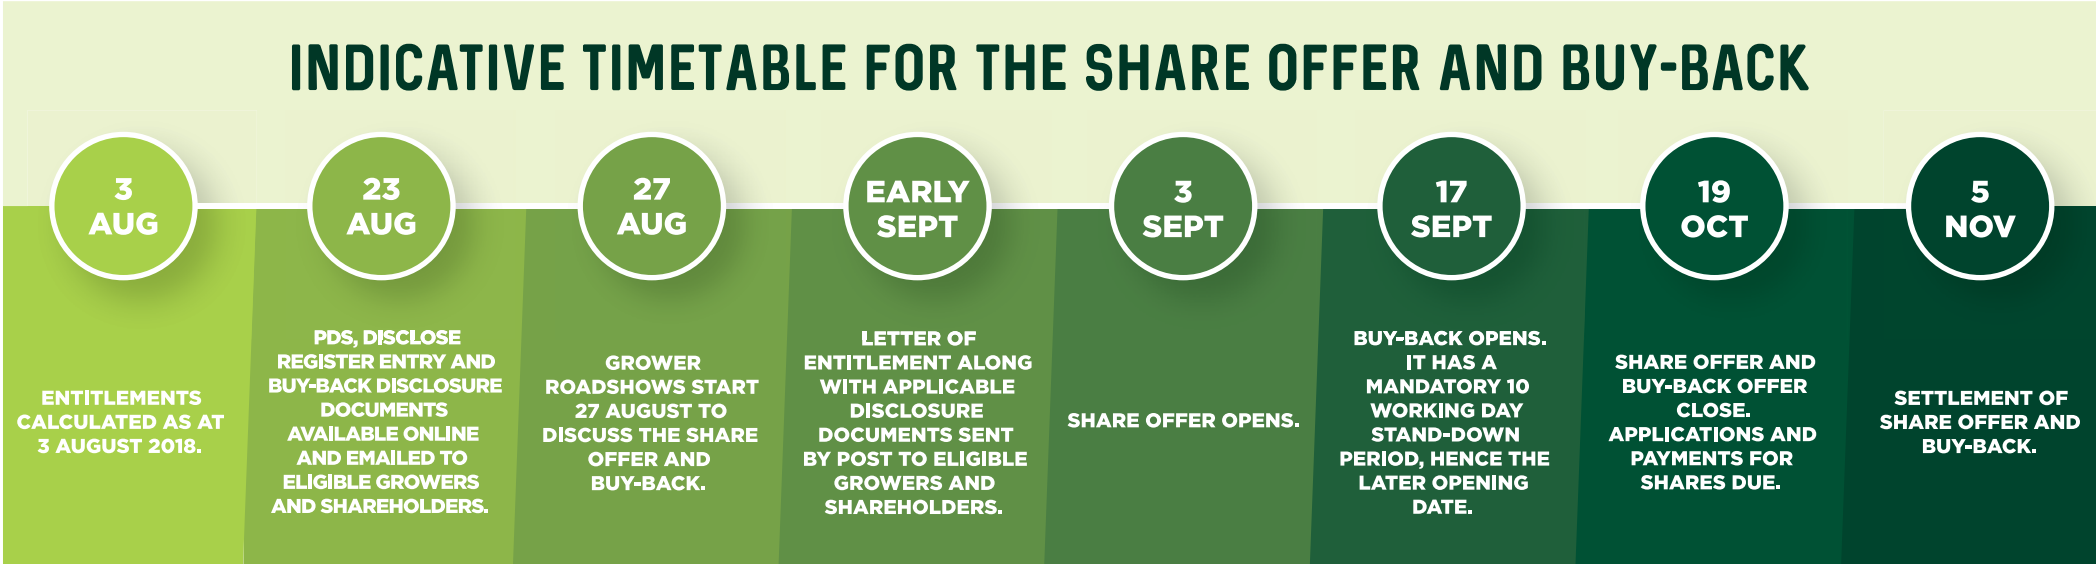 INDICATIVE TIMETABLE FOR THE SHARE OFFER AND BUY-BACK
3
AUG
ENTITLEMENTS
CALCULATED AS AT
3 AUGUST 2018.
23
AUG
PDS, DISCLOSE
REGISTER ENTRY AND
BUY-BACK DISCLOSURE
DOCUMENTS
AVAILABLE ONLINE
AND EMAILED TO
ELIGIBLE GROWERS
AND SHAREHOLDERS.
27
AUG
GROWER
ROADSHOWS START
27 AUGUST TO
DISCUSS THE SHARE
OFFER AND
BUY-BACK.
EARLY
SEPT
LETTER OF
ENTITLEMENT ALONG
WITH APPLICABLE
DISCLOSURE
DOCUMENTS SENT
BY POST TO ELIGIBLE
GROWERS AND
SHAREHOLDERS.
3
SEPT
SHARE OFFER OPENS.
17
SEPT
BUY-BACK OPENS.
IT HAS A
MANDATORY 10
WORKING DAY
STAND-DOWN
PERIOD, HENCE THE
LATER OPENING
DATE.
19
OCT
SHARE OFFER AND
BUY-BACK OFFER
CLOSE.
APPLICATIONS AND
PAYMENTS FOR
SHARES DUE.
5
NOV
SETTLEMENT OF
SHARE OFFER AND
BUY-BACK.